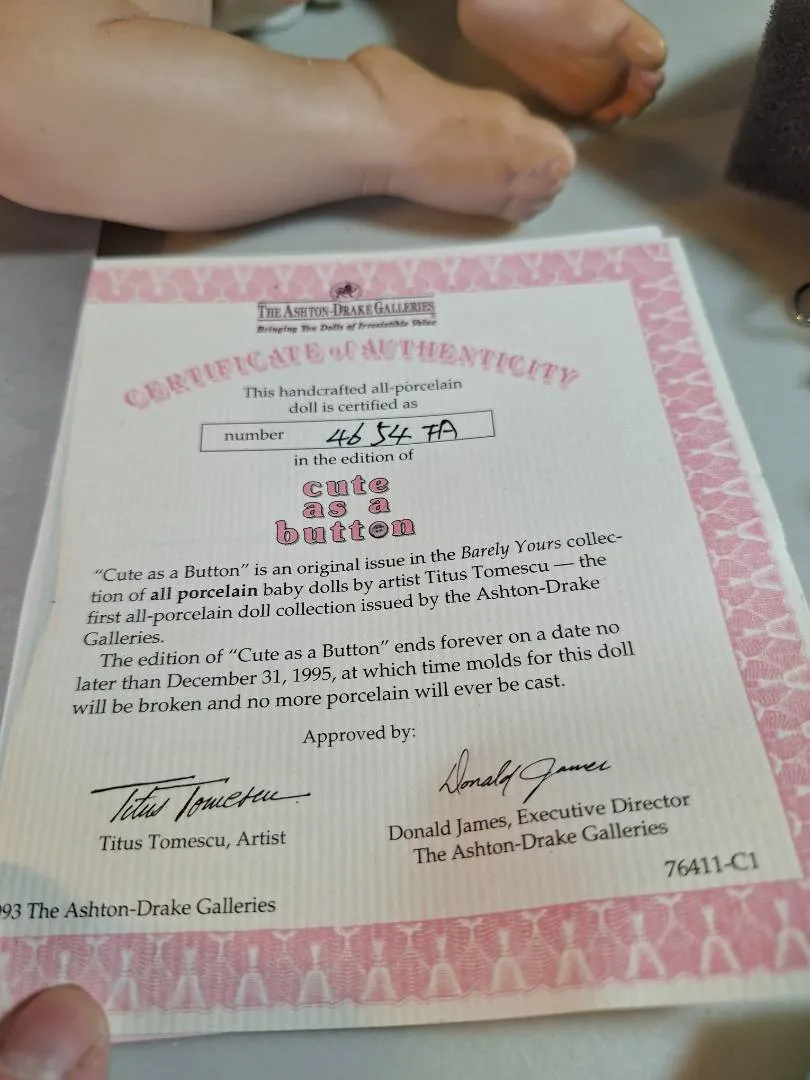 THE ASHTON-DRAKE GALLERIES
Bringing You Dolls of Irresistible Value
CERTIFICATE of AUTHENTICITY
This handcrafted all-porcelain
doll is certified as
number 4654 FA
in the edition of
cute
as a
button
"Cute as a Button" is an original issue in the Barely Yours collec-
tion of all porcelain baby dolls by artist Titus Tomescu — the
first all-porcelain doll collection issued by the Ashton-Drake
Galleries.
The edition of "Cute as a Button" ends forever on a date no
later than December 31, 1995, at which time molds for this doll
will be broken and no more porcelain will ever be cast.
Approved by:
Titus Tomescu
Titus Tomescu, Artist
Donald James
Donald James, Executive Director
The Ashton-Drake Galleries
76411-C1
93 The Ashton-Drake Galleries